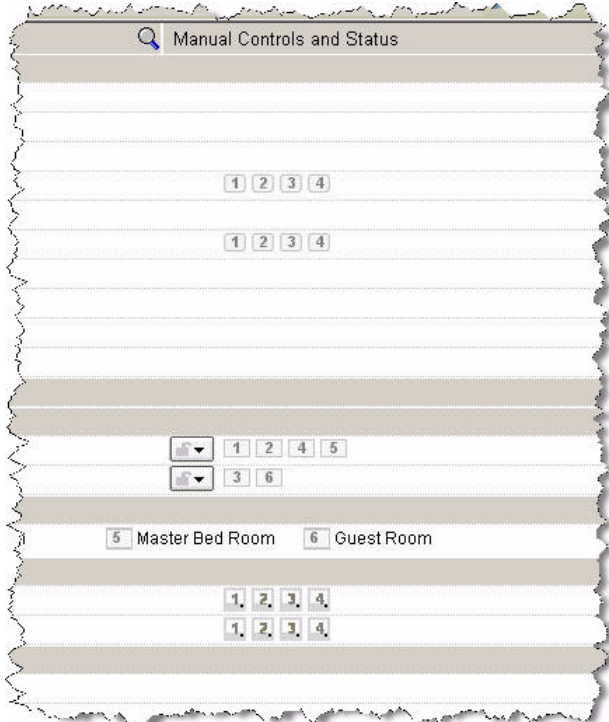 Manual Controls and Status
1 2 3 4
1 2 3 4
1 2 4 5
3 6
5 Master Bed Room 6 Guest Room
1. 2. 3. 4.
1. 2. 3. 4.